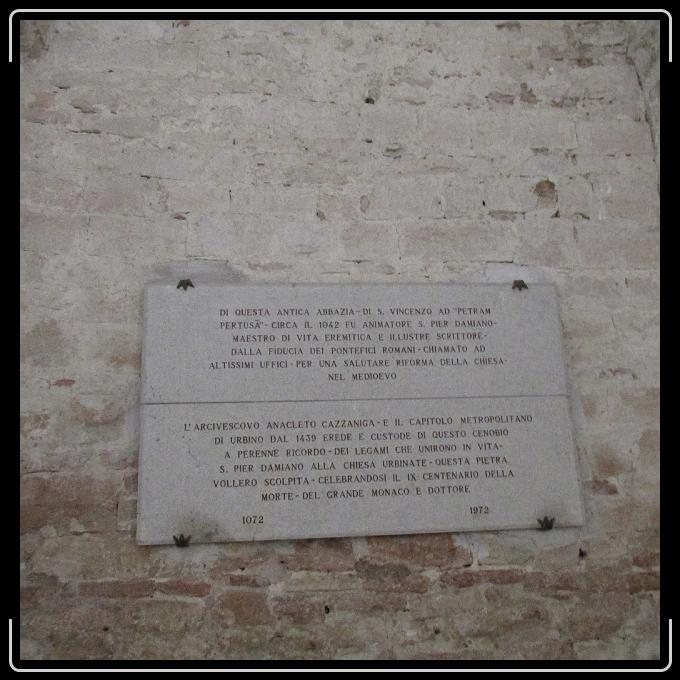 DI QUESTA ANTICA ABBAZIA-DI S. VINCENZO AD "PETRAM
PERTUSĀ"-CIRCA IL 1042 FU ANIMATORE S. PIER DAMIANO-
MAESTRO DI VITA EREMITICA E ILLUSTRE SCRITTORE-
DALLA FIDUCIA DEI PONTEFICI ROMANI-CHIAMATO AD
ALTISSIMI UFFICI-PER UNA SALUTARE RIFORMA DELLA CHIESA-
NEL MEDIOEVO
L'ARCIVESCOVO ANACLETO CAZZANIGA-E IL CAPITOLO METROPOLITANO
DI URBINO DAL 1439 EREDE E CUSTODE DI QUESTO CENOBIO
A PERENNE RICORDO-DEI LEGAMI CHE UNIRONO IN VITA-
S. PIER DAMIANO ALLA CHIESA URBINATE-QUESTA PIETRA
VOLLERO SCOLPITA-CELEBRANDOSI IL IX CENTENARIO DELLA
MORTE-DEL GRANDE MONACO E DOTTORE
1072 1972